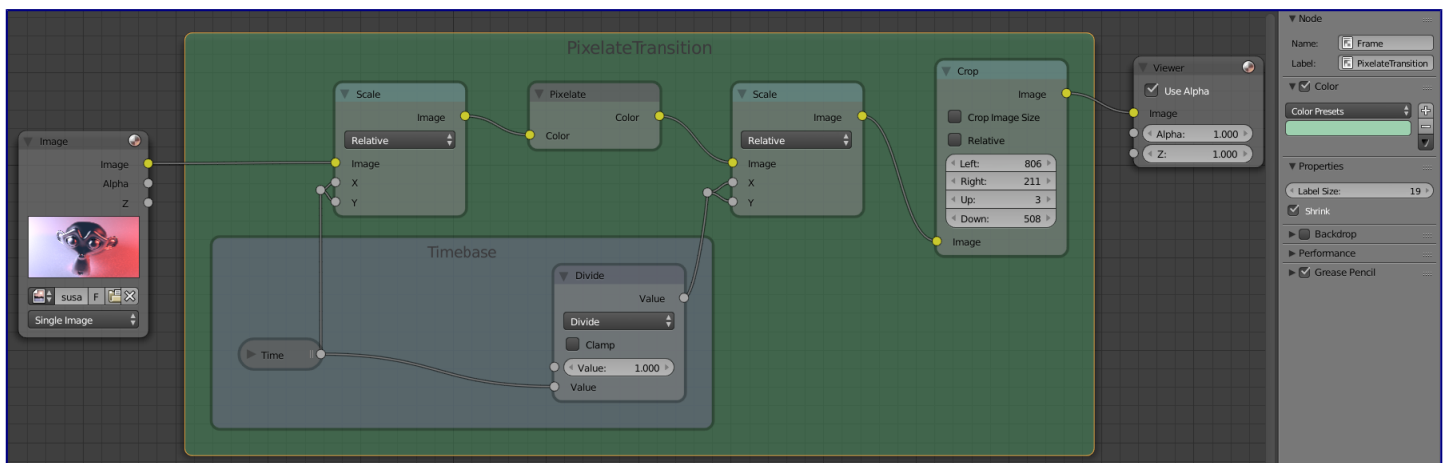 PixelateTransition
Image
Image
Alpha
Z
susa F
Single Image
Scale
Image
Relative
Image
X
Y
Pixelate
Color
Color
Scale
Image
Relative
Image
X
Y
Crop
Image
Crop Image Size
Relative
Left: 806
Right: 211
Up: 3
Down: 508
Image
Timebase
Time
Divide
Value
Divide
Clamp
Value: 1.000
Value
Viewer
Use Alpha
Image
Alpha: 1.000
Z: 1.000
Node
Name: Frame
Label: PixelateTransition
Color
Color Presets
Properties
Label Size: 19
Shrink
Backdrop
Performance
Grease Pencil